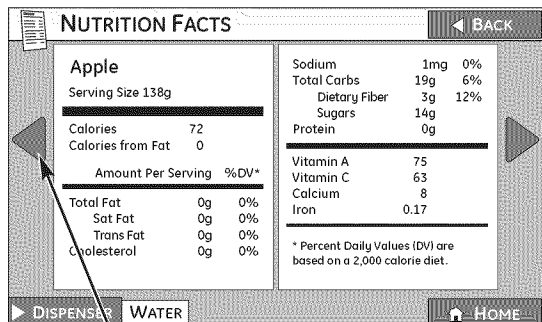 NUTRITION FACTS
BACK
Apple
Serving Size 138g
Calories 72
Calories from Fat 0
Amount Per Serving %DV*
Total Fat 0g 0%
Sat Fat 0g 0%
Trans Fat 0g 0%
Cholesterol 0g 0%
Sodium 1mg 0%
Total Carbs 19g 6%
Dietary Fiber 3g 12%
Sugars 14g
Protein 0g
Vitamin A 75
Vitamin C 63
Calcium 8
Iron 0.17
* Percent Daily Values (DV) are
based on a 2,000 calorie diet.
DISPENSER WATER
HOME